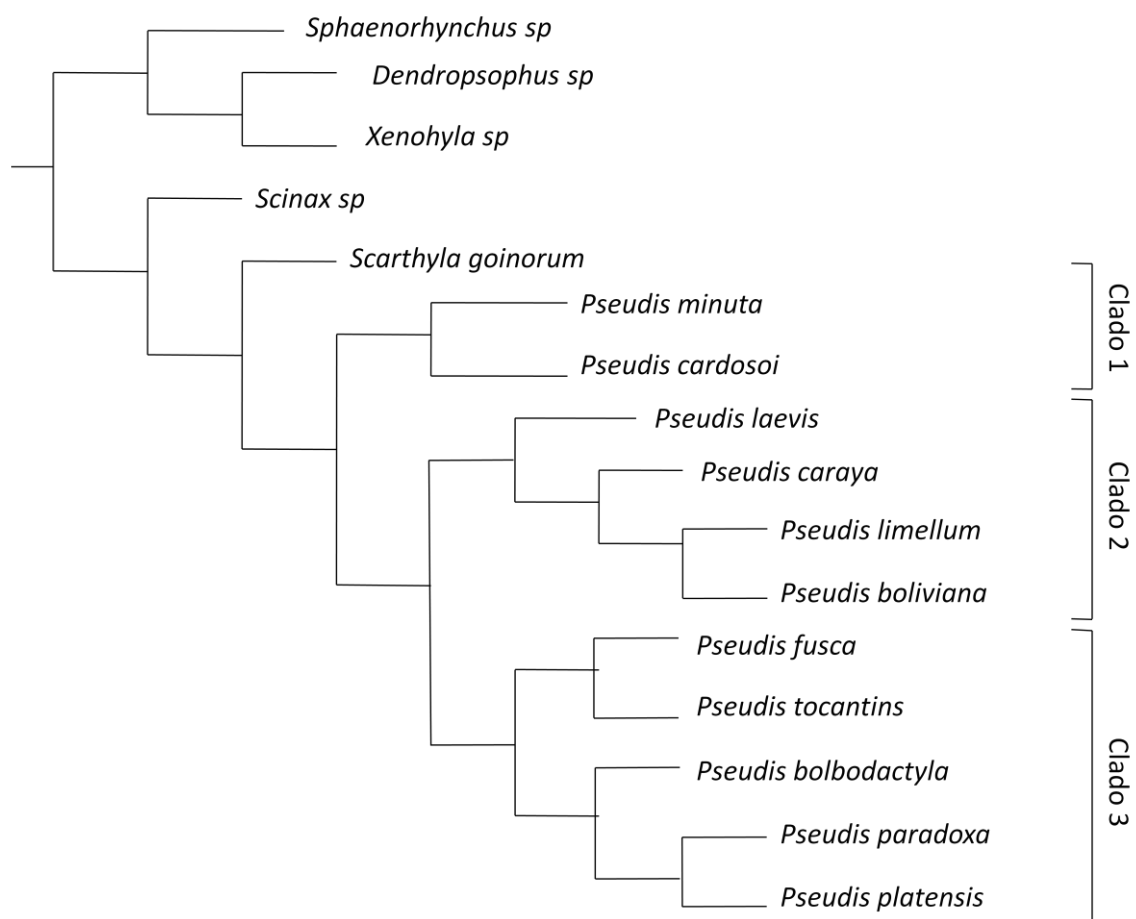 Sphaenorhynchus sp
Dendropsophus sp
Xenohyla sp
Scinax sp
Scarthyla goinorum
Pseudis minuta
Pseudis cardosoi
Clado 1
Pseudis laevis
Pseudis caraya
Pseudis limellum
Pseudis boliviana
Clado 2
Pseudis fusca
Pseudis tocantins
Pseudis bolbodactyla
Pseudis paradoxa
Pseudis platensis
Clado 3